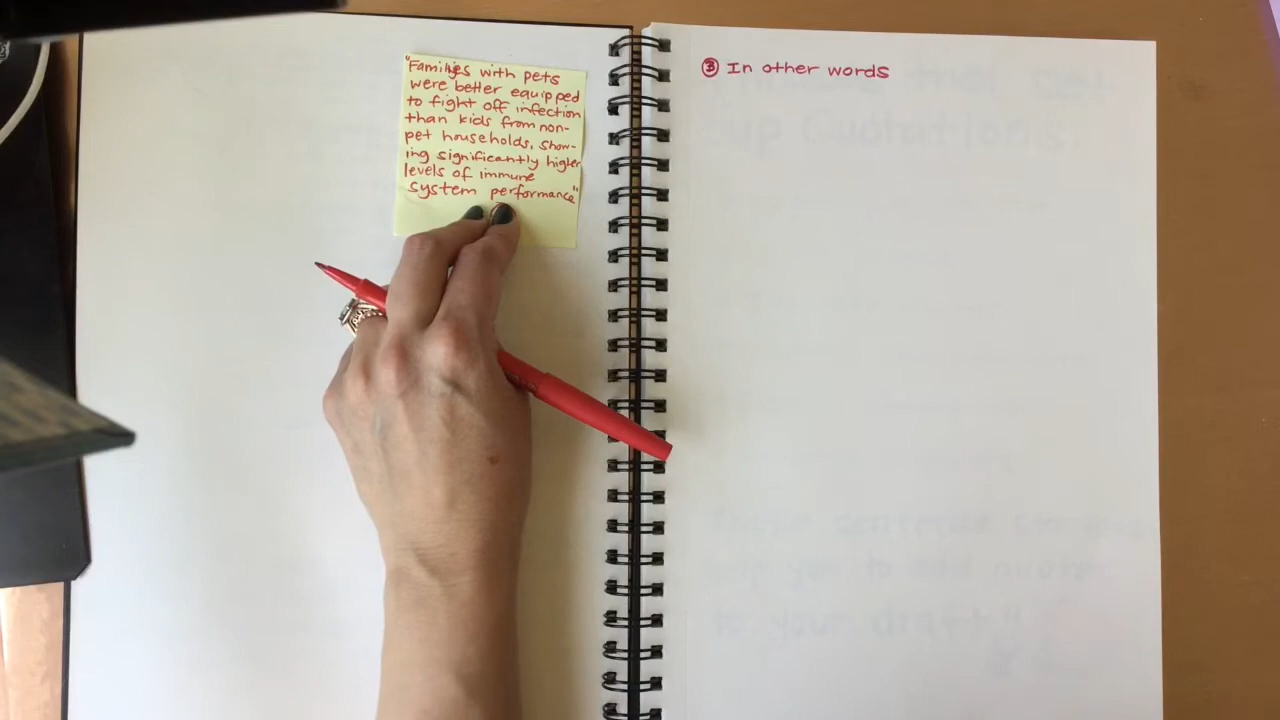 "Families with pets
were better equipped
to fight off infection
than kids from non-
pet households, show-
ing significantly higher
levels of immune
system performance"
③ In other words